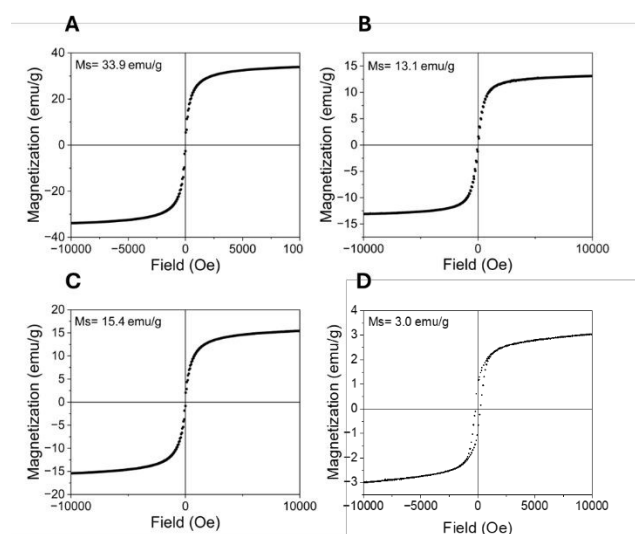 A
Ms= 33.9 emu/g
Magnetization (emu/g)
40
20
0
−20
−40
−10000 −5000 0 5000 100
Field (Oe)
B
Ms= 13.1 emu/g
Magnetization (emu/g)
15
10
5
0
−5
−10
−15
−10000 −5000 0 5000 10000
Field (Oe)
C
Ms= 15.4 emu/g
Magnetization (emu/g)
20
15
10
5
0
−5
−10
−15
−20
−10000 −5000 0 5000 10000
Field (Oe)
D
Ms= 3.0 emu/g
Magnetization (emu/g)
4
3
2
1
0
−1
−2
−3
−10000 −5000 0 5000 10000
Field (Oe)